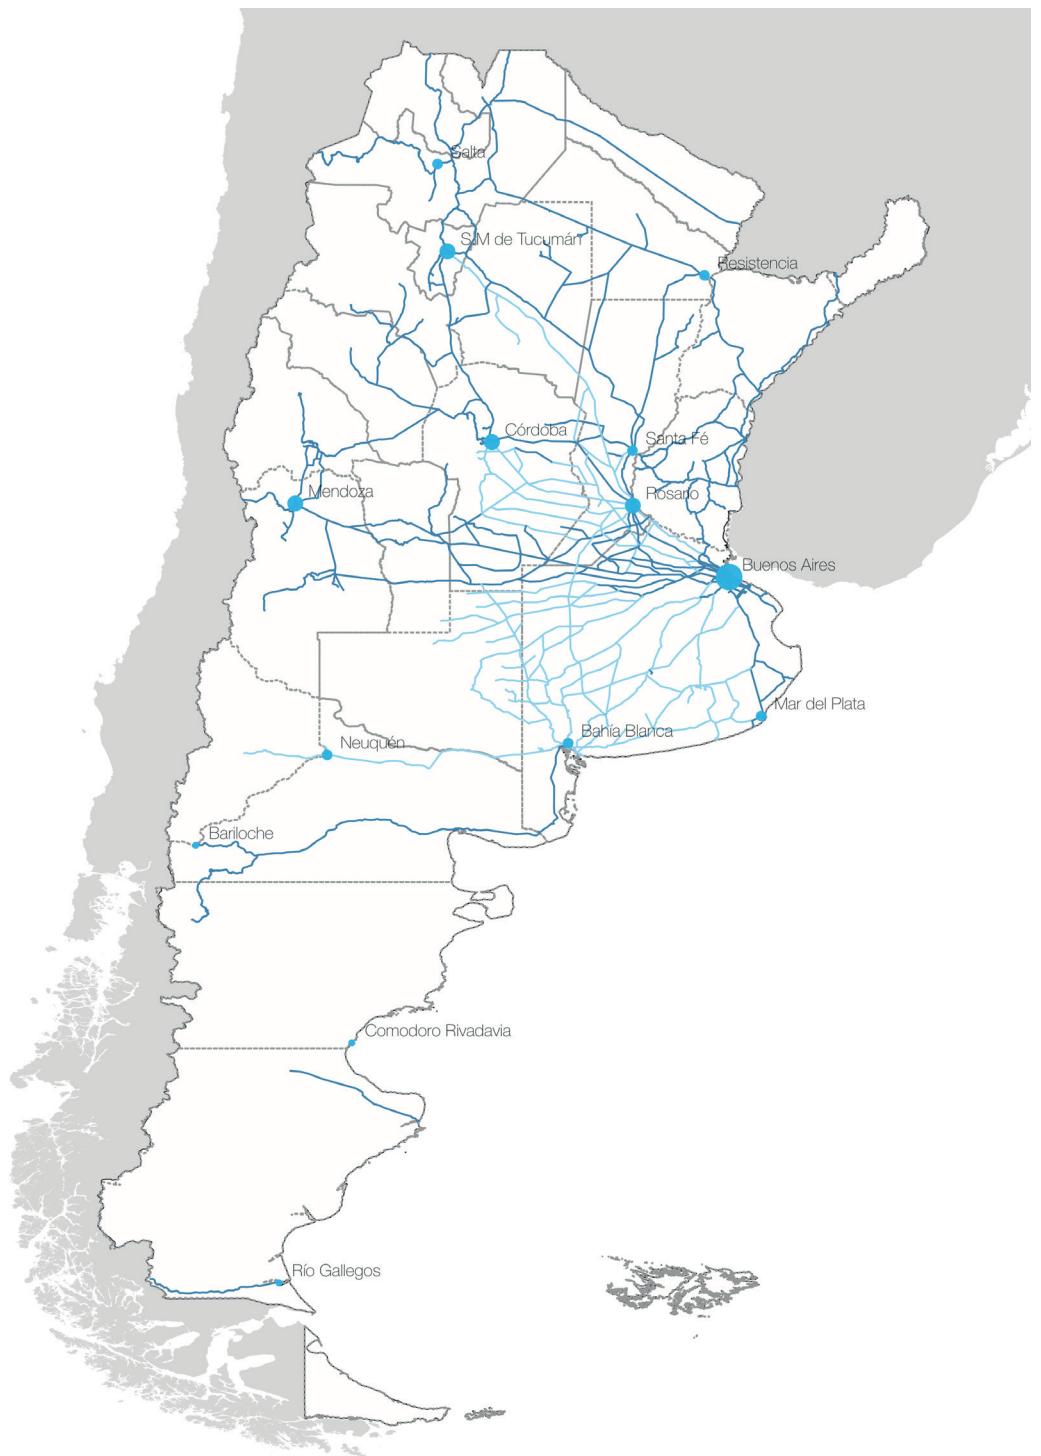 Salta
S.M de Tucumán
Resistencia
Córdoba
Santa Fé
Mendoza
Rosario
Buenos Aires
Mar del Plata
Bahía Blanca
Neuquén
Bariloche
Comodoro Rivadavia
Río Gallegos